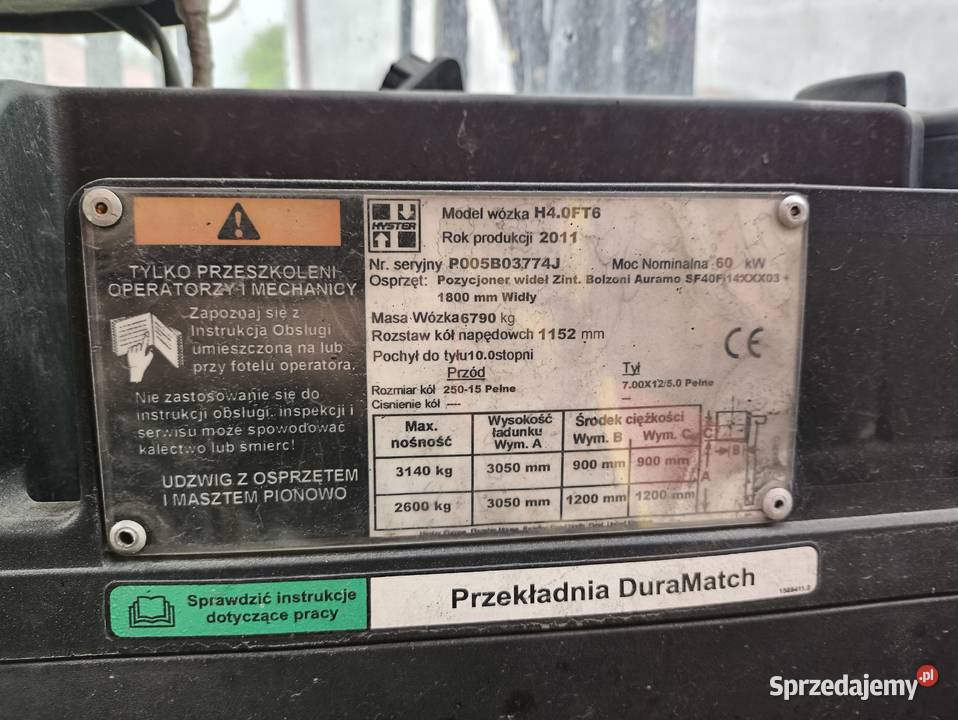 TYLKO PRZESZKOLENI
OPERATORZY I MECHANICY
Zapoznaj się z
Instrukcja Obsługi
umieszczoną na lub
przy fotelu operatora.
Nie zastosowanie się do
instrukcji obsługi, inspekcji i
serwisu może spowodować
kalectwo lub śmierc!
UDZWIG Z OSPRZETEM
I MASZTEM PIONOWO
HYSTER
Model wózka H4.0FT6
Rok produkcji 2011
Nr. seryjny P005B03774J Moc Nominalna 60 kW
Osprzęt: Pozycjoner wideł Zint. Bolzoni Auramo SF40F/14XXX03 +
1800 mm Widły
Masa Wózka 6790 kg
Rozstaw kół napędowych 1152 mm
CE
Pochył do tyłu 10.0stopni
Przód Tył
Rozmiar kół 250-15 Pełne 7.00X12/5.0 Pełne
Cisnienie kół ---- --
Max. nośność Wysokość ładunku Wym. A Środek ciężkości Wym. B Wym. C
3140 kg 3050 mm 900 mm 900 mm
2600 kg 3050 mm 1200 mm 1200 mm
C
B
A
Sprawdzić instrukcje
dotyczące pracy
Przekładnia DuraMatch
Sprzedajemy.pl